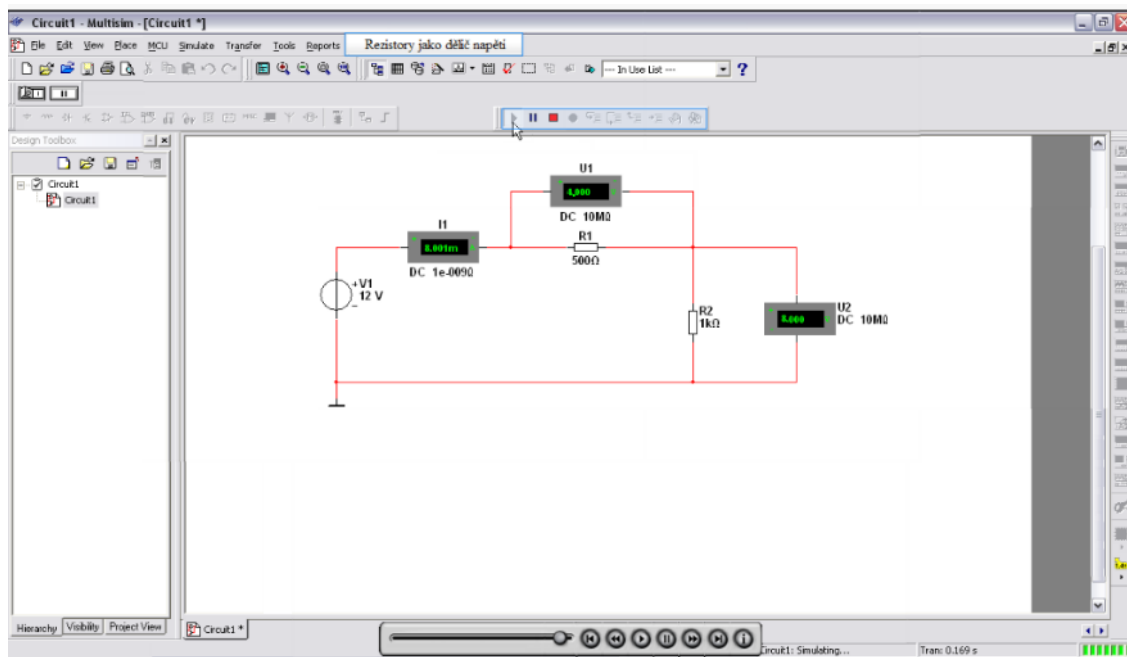 Circuit1 - Multisim - [Circuit1 *]
File Edit View Place MCU Simulate Transfer Tools Reports
Rezistory jako dělič napětí
--- In Use List ---
Design Toolbox
Circuit1
Circuit1
U1
4,000
DC 10MΩ
I1
8.001m
DC 1e-009Ω
R1
500Ω
V1
12 V
R2
1kΩ
8.000
U2
DC 10MΩ
Hierarchy Visibility Project View
Circuit1 *
Circuit1: Simulating...
Tran: 0.169 s